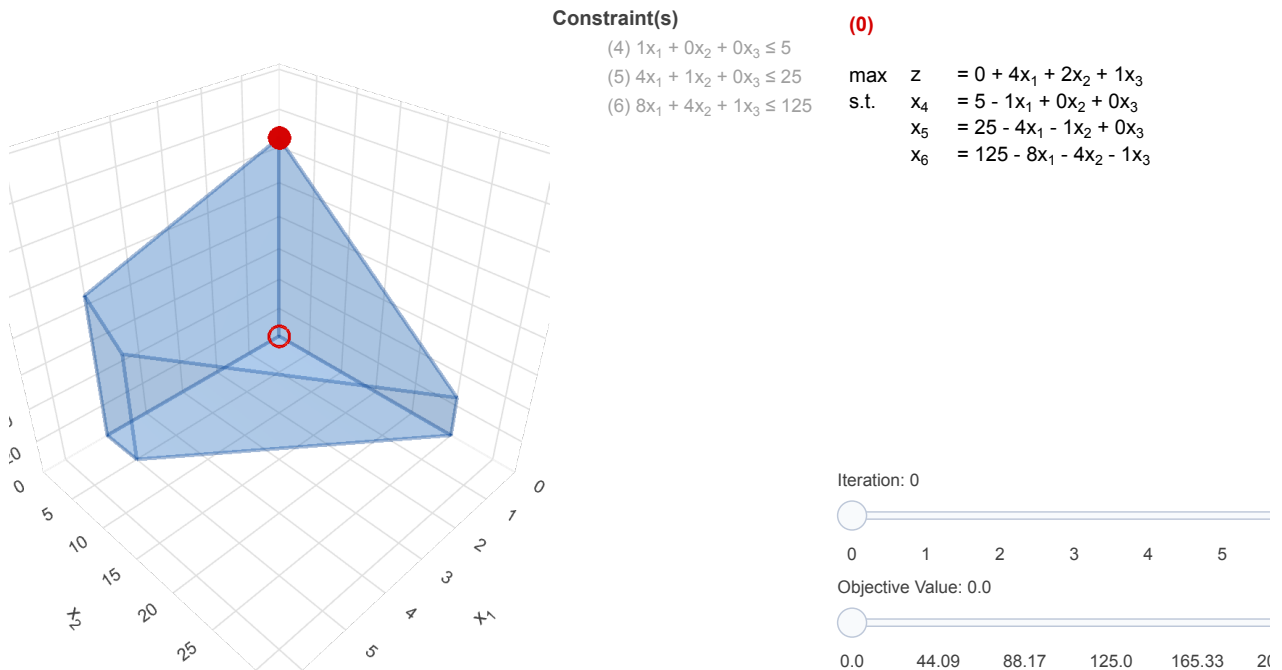 Constraint(s)
(4) 1x₁ + 0x₂ + 0x₃ ≤ 5
(5) 4x₁ + 1x₂ + 0x₃ ≤ 25
(6) 8x₁ + 4x₂ + 1x₃ ≤ 125
(0)
max z = 0 + 4x₁ + 2x₂ + 1x₃
s.t. x₄ = 5 - 1x₁ + 0x₂ + 0x₃
x₅ = 25 - 4x₁ - 1x₂ + 0x₃
x₆ = 125 - 8x₁ - 4x₂ - 1x₃
0
5
10
15
20
25
x₂
0
1
2
3
4
5
x₁
Iteration: 0
0 1 2 3 4 5
Objective Value: 0.0
0.0 44.09 88.17 125.0 165.33